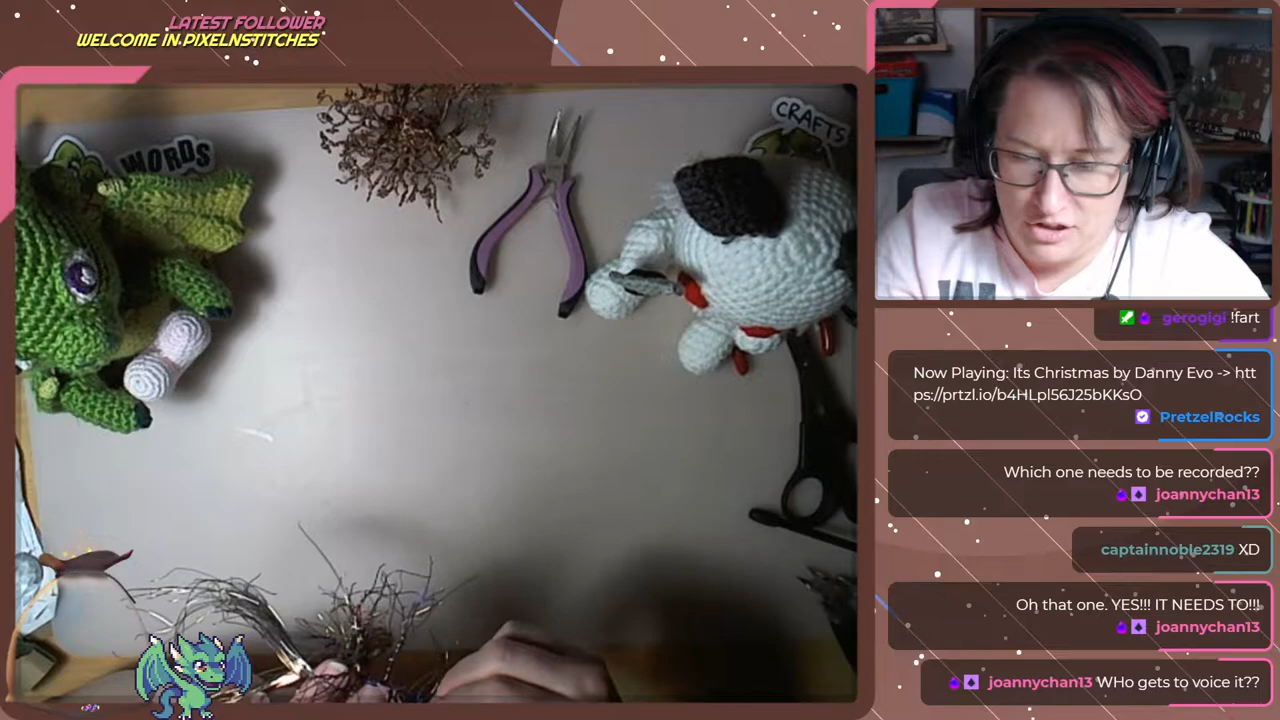 LATEST FOLLOWER
WELCOME IN PIXELNSTITCHES
WORDS
CRAFTS
gerogigi !fart
Now Playing: Its Christmas by Danny Evo -> htt
ps://prtzl.io/b4HLpl56J25bKKsO
PretzelRocks
Which one needs to be recorded??
joannychan13
captainnoble2319 XD
Oh that one. YES!!! IT NEEDS TO!!!
joannychan13
joannychan13 WHo gets to voice it??